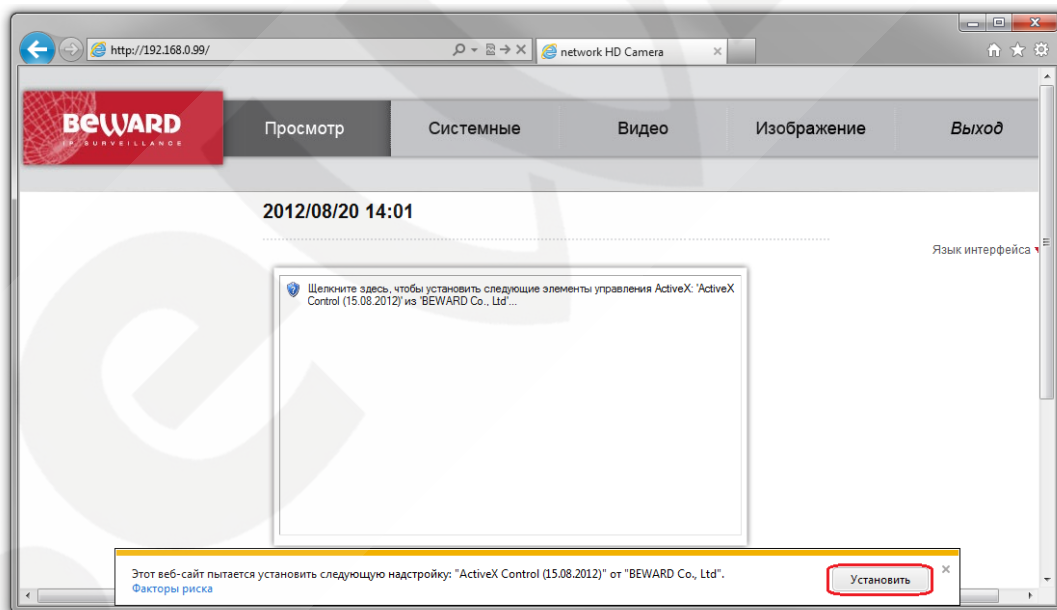 http://192.168.0.99/
network HD Camera
BEWARD
IP SURVEILLANCE
Просмотр
Системные
Видео
Изображение
Выход
2012/08/20 14:01
Язык интерфейса
Щелкните здесь, чтобы установить следующие элементы управления ActiveX: 'ActiveX
Control (15.08.2012)' из 'BEWARD Co., Ltd'...
Этот веб-сайт пытается установить следующую надстройку: "ActiveX Control (15.08.2012)" от "BEWARD Co., Ltd".
Факторы риска
Установить